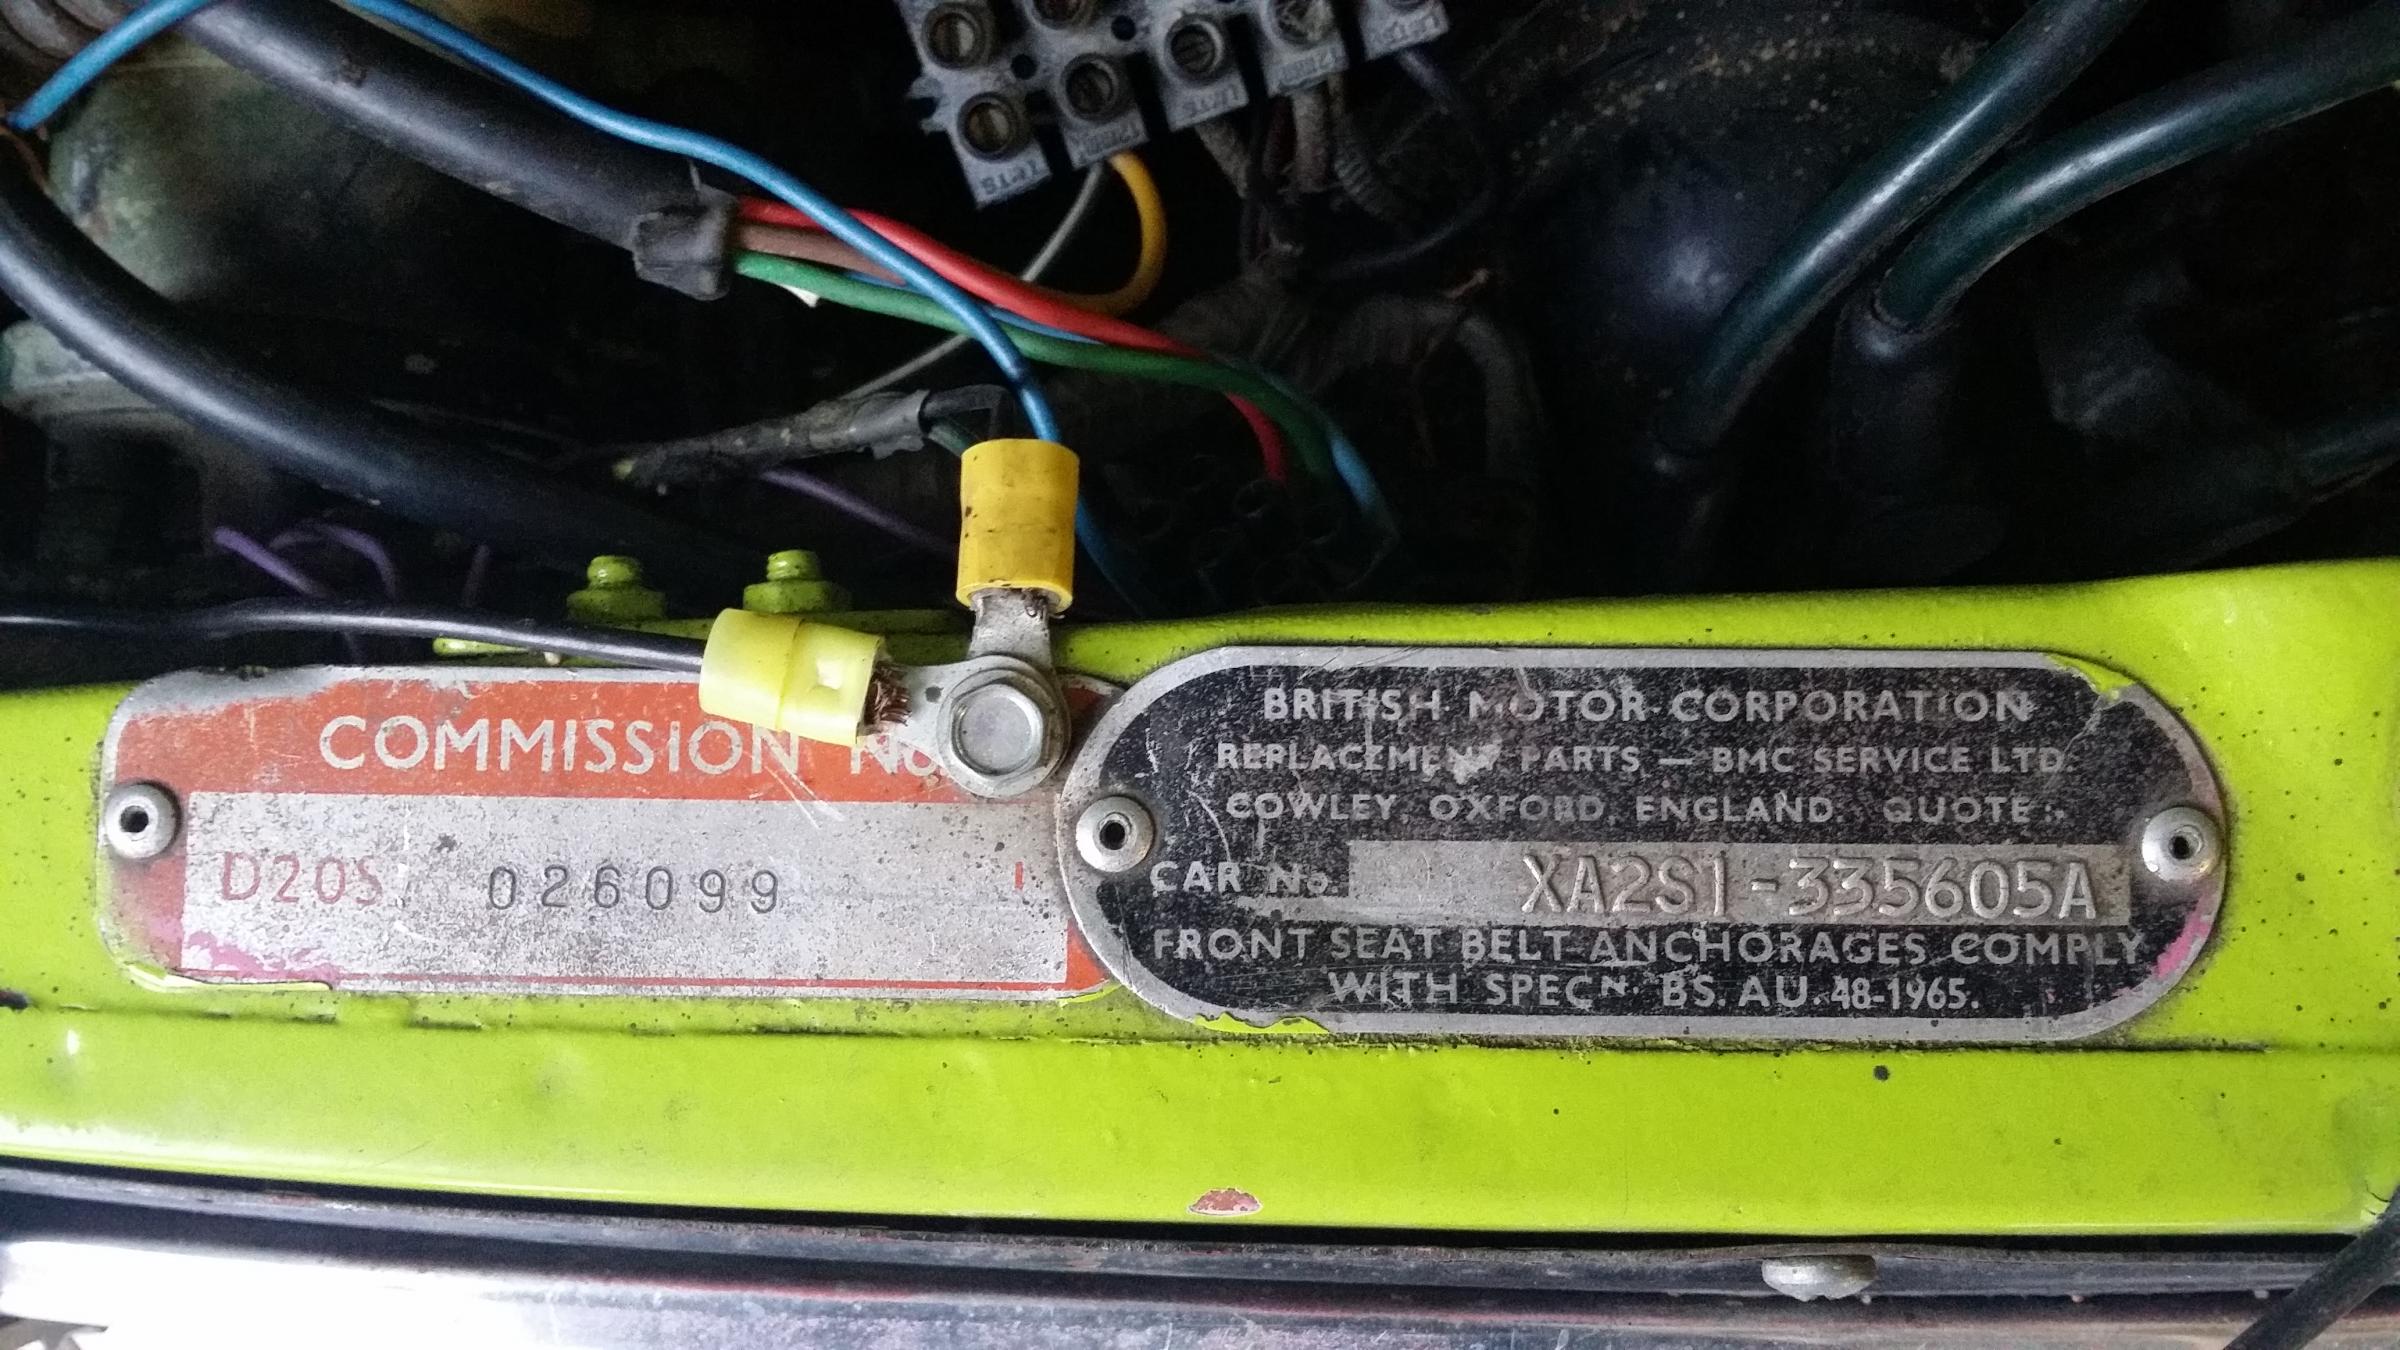 COMMISSION No.
D20S 026099 1
BRITISH MOTOR CORPORATION
REPLACEMENT PARTS — BMC SERVICE LTD.
COWLEY, OXFORD, ENGLAND. QUOTE:-
CAR No. XA2S1-335605A
FRONT SEAT BELT ANCHORAGES COMPLY
WITH SPECN. BS. AU. 48-1965.